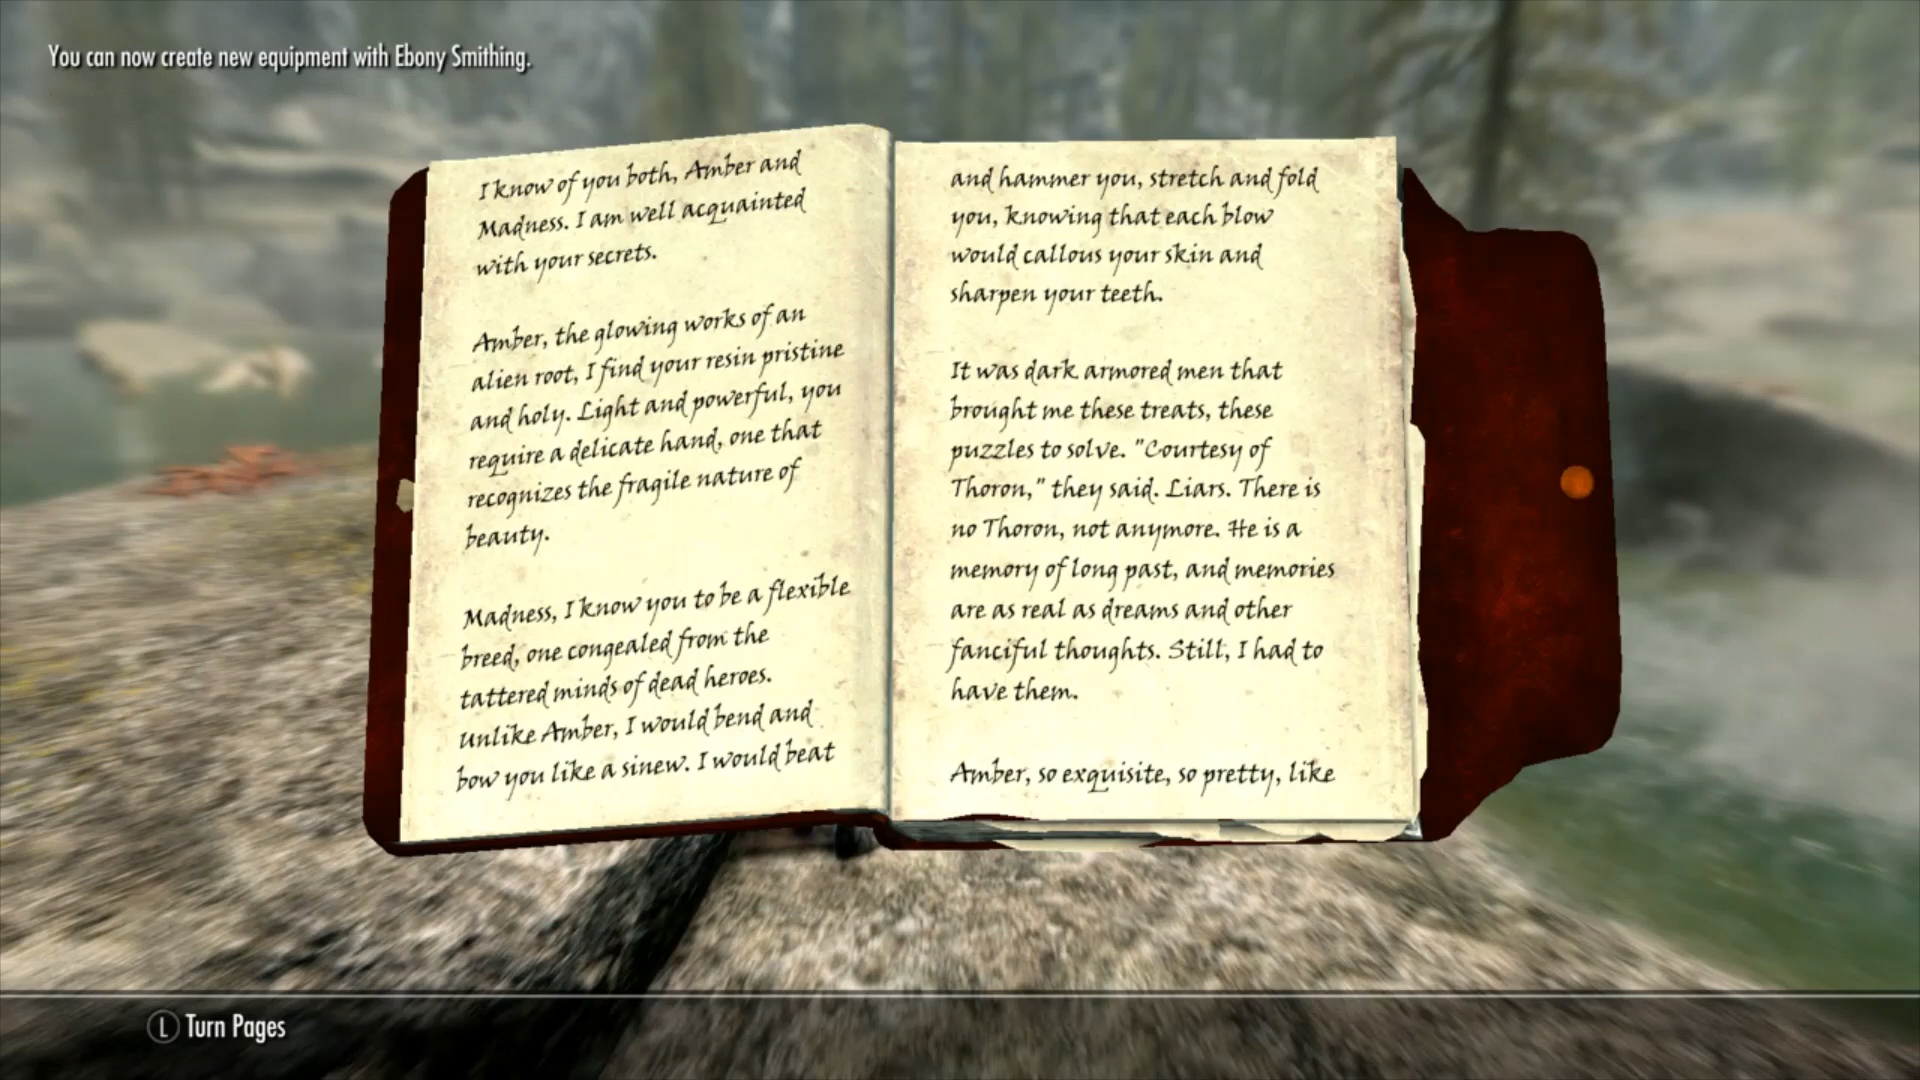 You can now create new equipment with Ebony Smithing.
I know of you both, Amber and
Madness. I am well acquainted
with your secrets.
Amber, the glowing works of an
alien root, I find your resin pristine
and holy. Light and powerful, you
require a delicate hand, one that
recognizes the fragile nature of
beauty.
Madness, I know you to be a flexible
breed, one congealed from the
tattered minds of dead heroes.
Unlike Amber, I would bend and
bow you like a sinew. I would beat
and hammer you, stretch and fold
you, knowing that each blow
would callous your skin and
sharpen your teeth.
It was dark armored men that
brought me these treats, these
puzzles to solve. "Courtesy of
Thoron," they said. Liars. There is
no Thoron, not anymore. He is a
memory of long past, and memories
are as real as dreams and other
fanciful thoughts. Still, I had to
have them.
Amber, so exquisite, so pretty, like
L Turn Pages